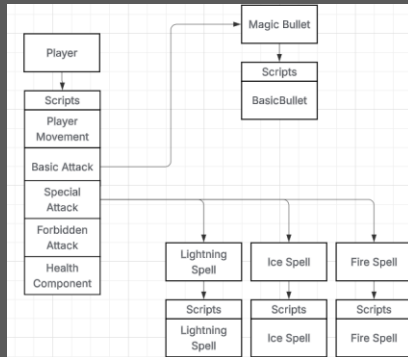 Player
Scripts
Player
Movement
Basic Attack
Special
Attack
Forbidden
Attack
Health
Component
Magic Bullet
Scripts
BasicBullet
Lightning
Spell
Scripts
Lightning
Spell
Ice Spell
Scripts
Ice Spell
Fire Spell
Scripts
Fire Spell